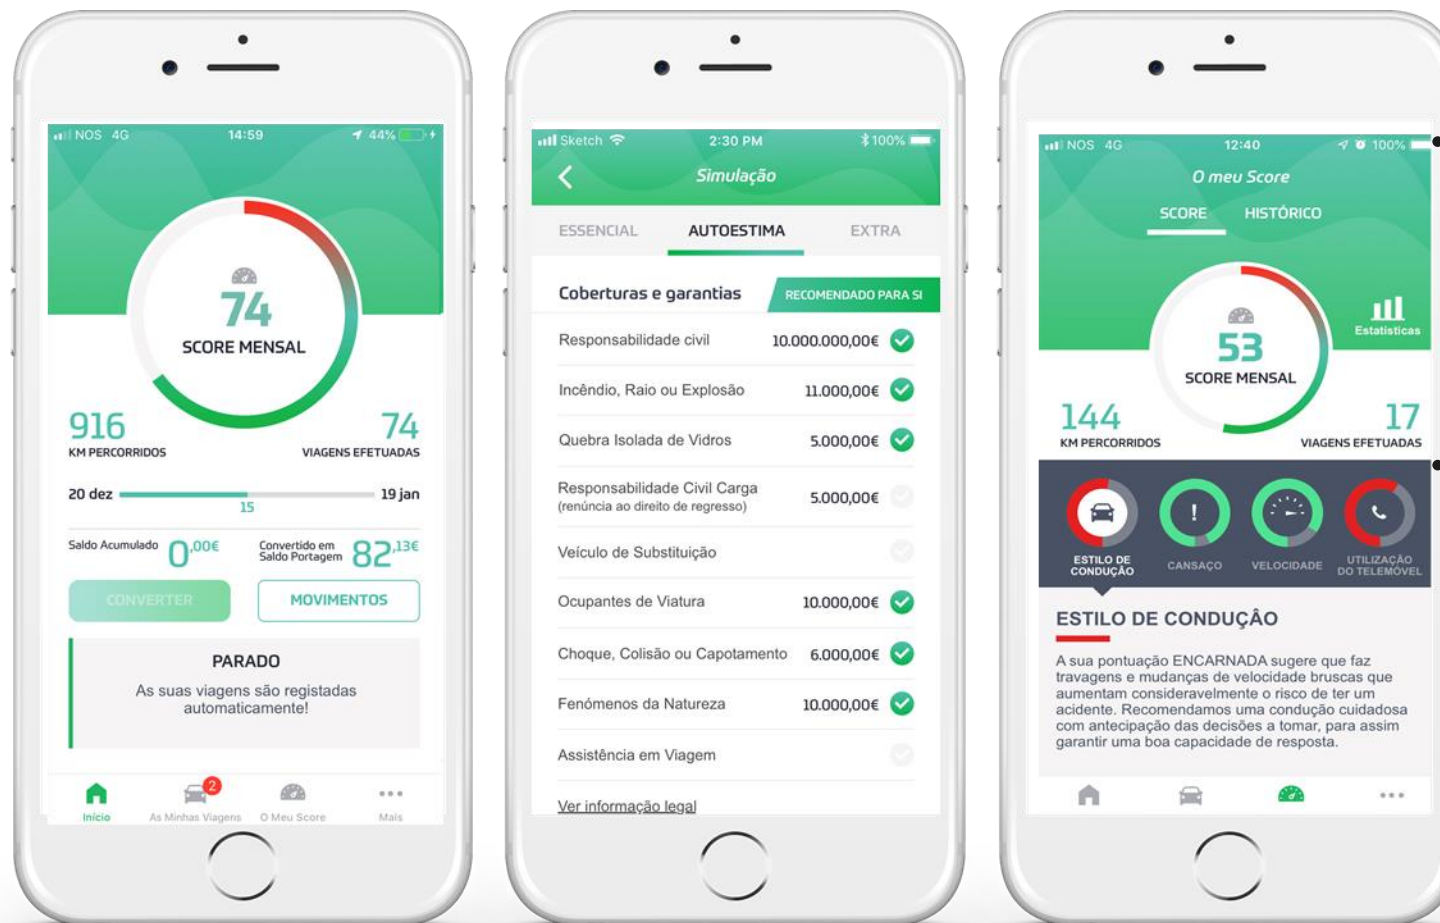 NOS 4G 14:59 44%
74
SCORE MENSAL
916
KM PERCORRIDOS
74
VIAGENS EFETUADAS
20 dez 19 jan
15
Saldo Acumulado 0,00€
Convertido em
Saldo Portagem 82,13€
CONVERTER MOVIMENTOS
PARADO
As suas viagens são registadas
automaticamente!
2
Início As Minhas Viagens O Meu Score Mais
Sketch 2:30 PM 100%
Simulação
ESSENCIAL AUTOESTIMA EXTRA
Coberturas e garantias RECOMENDADO PARA SI
Responsabilidade civil 10.000.000,00€
Incêndio, Raio ou Explosão 11.000,00€
Quebra Isolada de Vidros 5.000,00€
Responsabilidade Civil Carga
(renúncia ao direito de regresso) 5.000,00€
Veículo de Substituição
Ocupantes de Viatura 10.000,00€
Choque, Colisão ou Capotamento 6.000,00€
Fenómenos da Natureza 10.000,00€
Assistência em Viagem
Ver informação legal
NOS 4G 12:40 100%
O meu Score
SCORE HISTÓRICO
Estatisticas
53
SCORE MENSAL
144
KM PERCORRIDOS
17
VIAGENS EFETUADAS
ESTILO DE
CONDUÇÃO
CANSAÇO
VELOCIDADE
UTILIZAÇÃO
DO TELEMÓVEL
ESTILO DE CONDUÇÂO
A sua pontuação ENCARNADA sugere que faz
travagens e mudanças de velocidade bruscas que
aumentam consideravelmente o risco de ter um
acidente. Recomendamos uma condução cuidadosa
com antecipação das decisões a tomar, para assim
garantir uma boa capacidade de resposta.